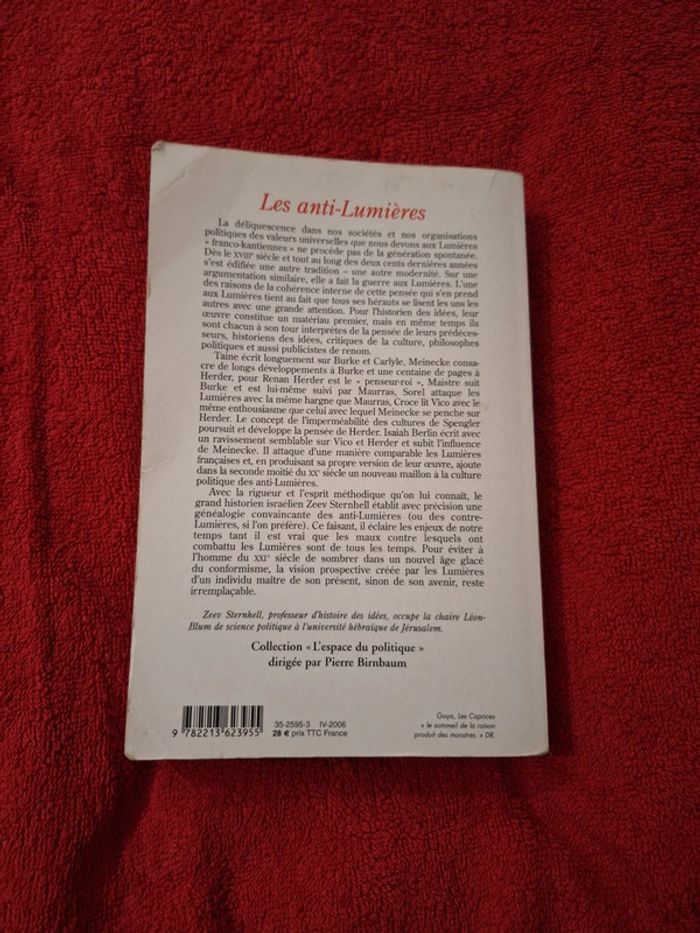 Les anti-Lumières
La déliquescence dans nos sociétés et nos organisations
politiques des valeurs universelles que nous devons aux Lumières
« franco-kantiennes » ne procède pas de la génération spontanée.
Dès le XVIIIe siècle et tout au long des deux cents dernières années
s'est édifiée une autre tradition – une autre modernité. Sur une
argumentation similaire, elle a fait la guerre aux Lumières. L'une
des raisons de la cohérence interne de cette pensée qui s'en prend
aux Lumières tient au fait que tous ses hérauts se lisent les uns les
autres avec une grande attention. Pour l'historien des idées, leur
œuvre constitue un matériau premier, mais en même temps ils
sont chacun à son tour interprètes de la pensée de leurs prédéces-
seurs, historiens des idées, critiques de la culture, philosophes
politiques et aussi publicistes de renom.
Taine écrit longuement sur Burke et Carlyle, Meinecke consa-
cre de longs développements à Burke et une centaine de pages à
Herder, pour Renan Herder est le « penseur-roi », Maistre suit
Burke et est lui-même suivi par Maurras, Sorel attaque les
Lumières avec la même hargne que Maurras, Croce lit Vico avec le
même enthousiasme que celui avec lequel Meinecke se penche sur
Herder. Le concept de l'imperméabilité des cultures de Spengler
poursuit et développe la pensée de Herder. Isaiah Berlin écrit avec
un ravissement semblable sur Vico et Herder et subit l'influence
de Meinecke. Il attaque d'une manière comparable les Lumières
françaises et, en produisant sa propre version de leur œuvre, ajoute
dans la seconde moitié du XXe siècle un nouveau maillon à la culture
politique des anti-Lumières.
Avec la rigueur et l'esprit méthodique qu'on lui connaît, le
grand historien israélien Zeev Sternhell établit avec précision une
généalogie convaincante des anti-Lumières (ou des contre-
Lumières, si l'on préfère). Ce faisant, il éclaire les enjeux de notre
temps tant il est vrai que les maux contre lesquels ont
combattu les Lumières sont de tous les temps. Pour éviter à
l'homme du XXIe siècle de sombrer dans un nouvel âge glacé
du conformisme, la vision prospective créée par les Lumières
d'un individu maître de son présent, sinon de son avenir, reste
irremplaçable.
Zeev Sternhell, professeur d'histoire des idées, occupe la chaire Léon-
Blum de science politique à l'université hébraïque de Jérusalem.
Collection « L'espace du politique »
dirigée par Pierre Birnbaum
9 782213 623955
35-2595-3 IV-2006
28 € prix TTC France
Goya, Les Caprices
« le sommeil de la raison
produit des monstres. » DR.